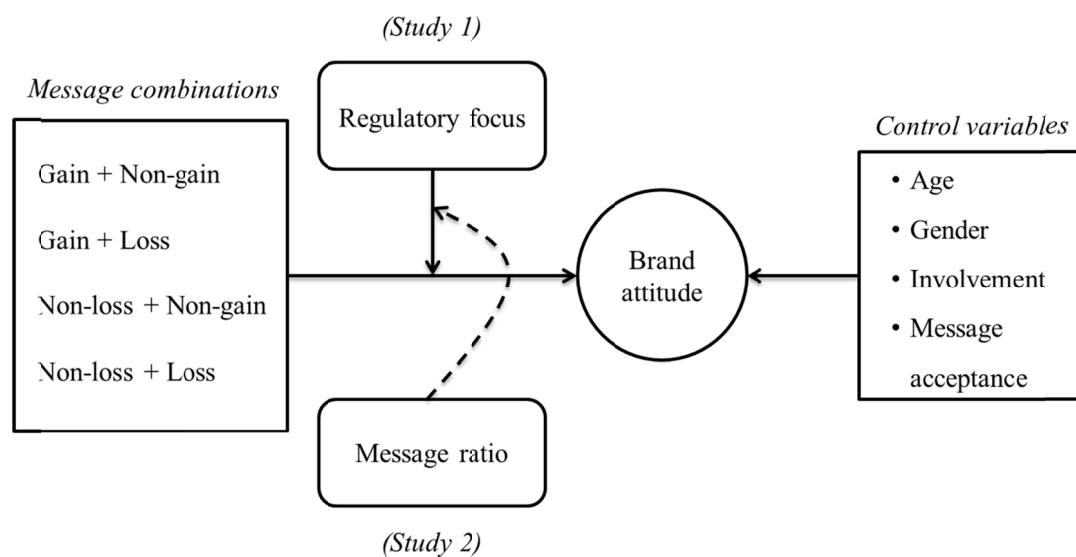 (Study 1)
Message combinations
Regulatory focus
Gain + Non-gain
Gain + Loss
Non-loss + Non-gain
Non-loss + Loss
Brand
attitude
Control variables
• Age
• Gender
• Involvement
• Message
acceptance
Message ratio
(Study 2)